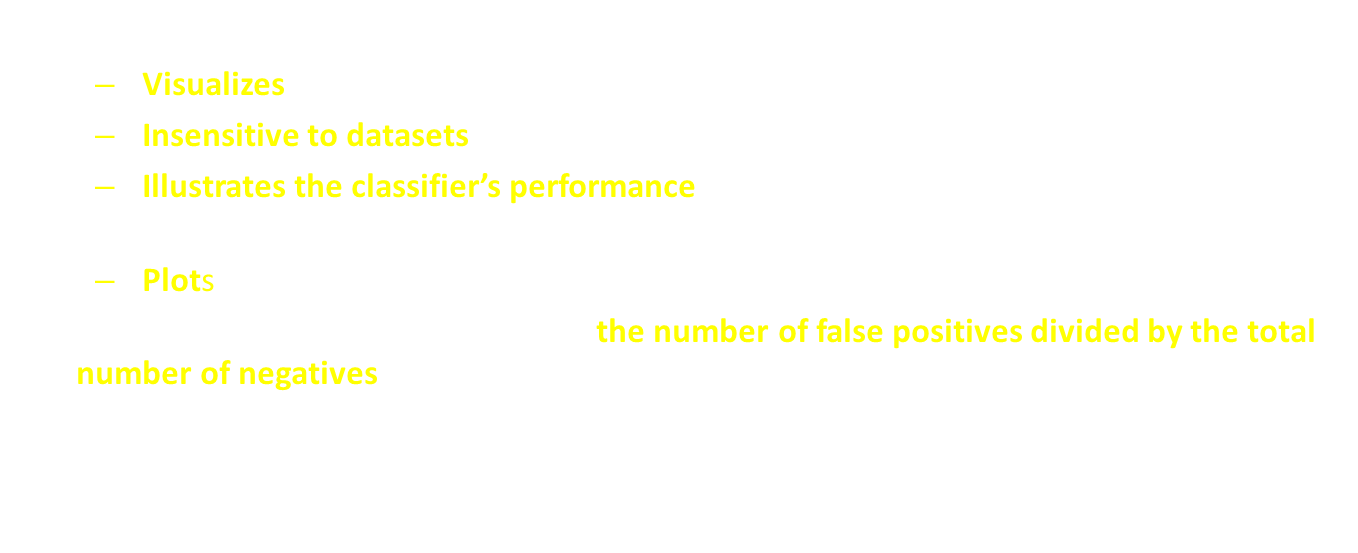 – Visualizes
– Insensitive to datasets
– Illustrates the classifier’s performance
– Plots
the number of false positives divided by the total
number of negatives